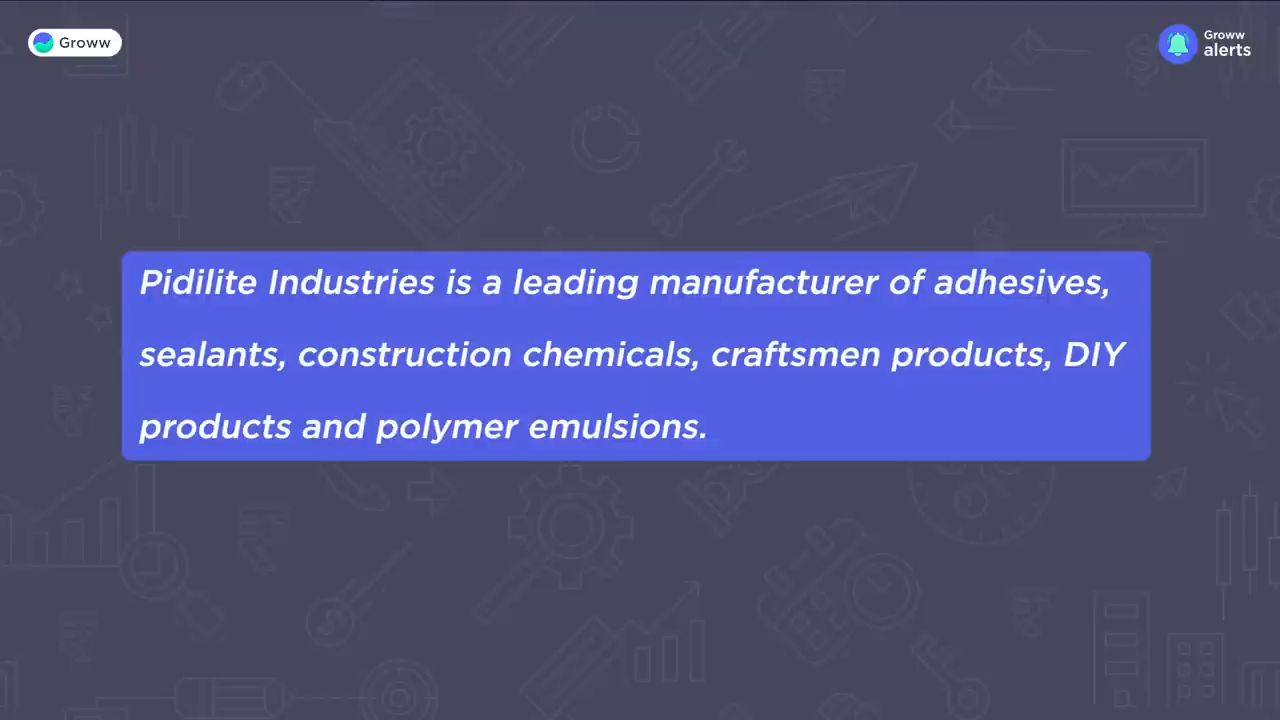 Groww
Groww
alerts
Pidilite Industries is a leading manufacturer of adhesives,
sealants, construction chemicals, craftsmen products, DIY
products and polymer emulsions.